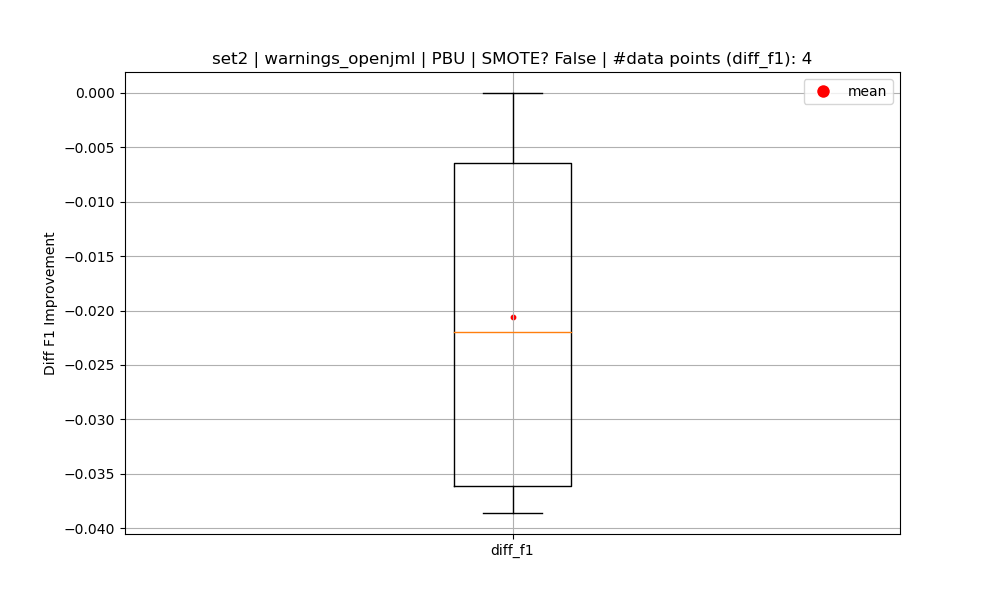 set2 | warnings_openjml | PBU | SMOTE? False | #data points (diff_f1): 4
mean
0.000
−0.005
−0.010
−0.015
−0.020
−0.025
−0.030
−0.035
−0.040
Diff F1 Improvement
diff_f1